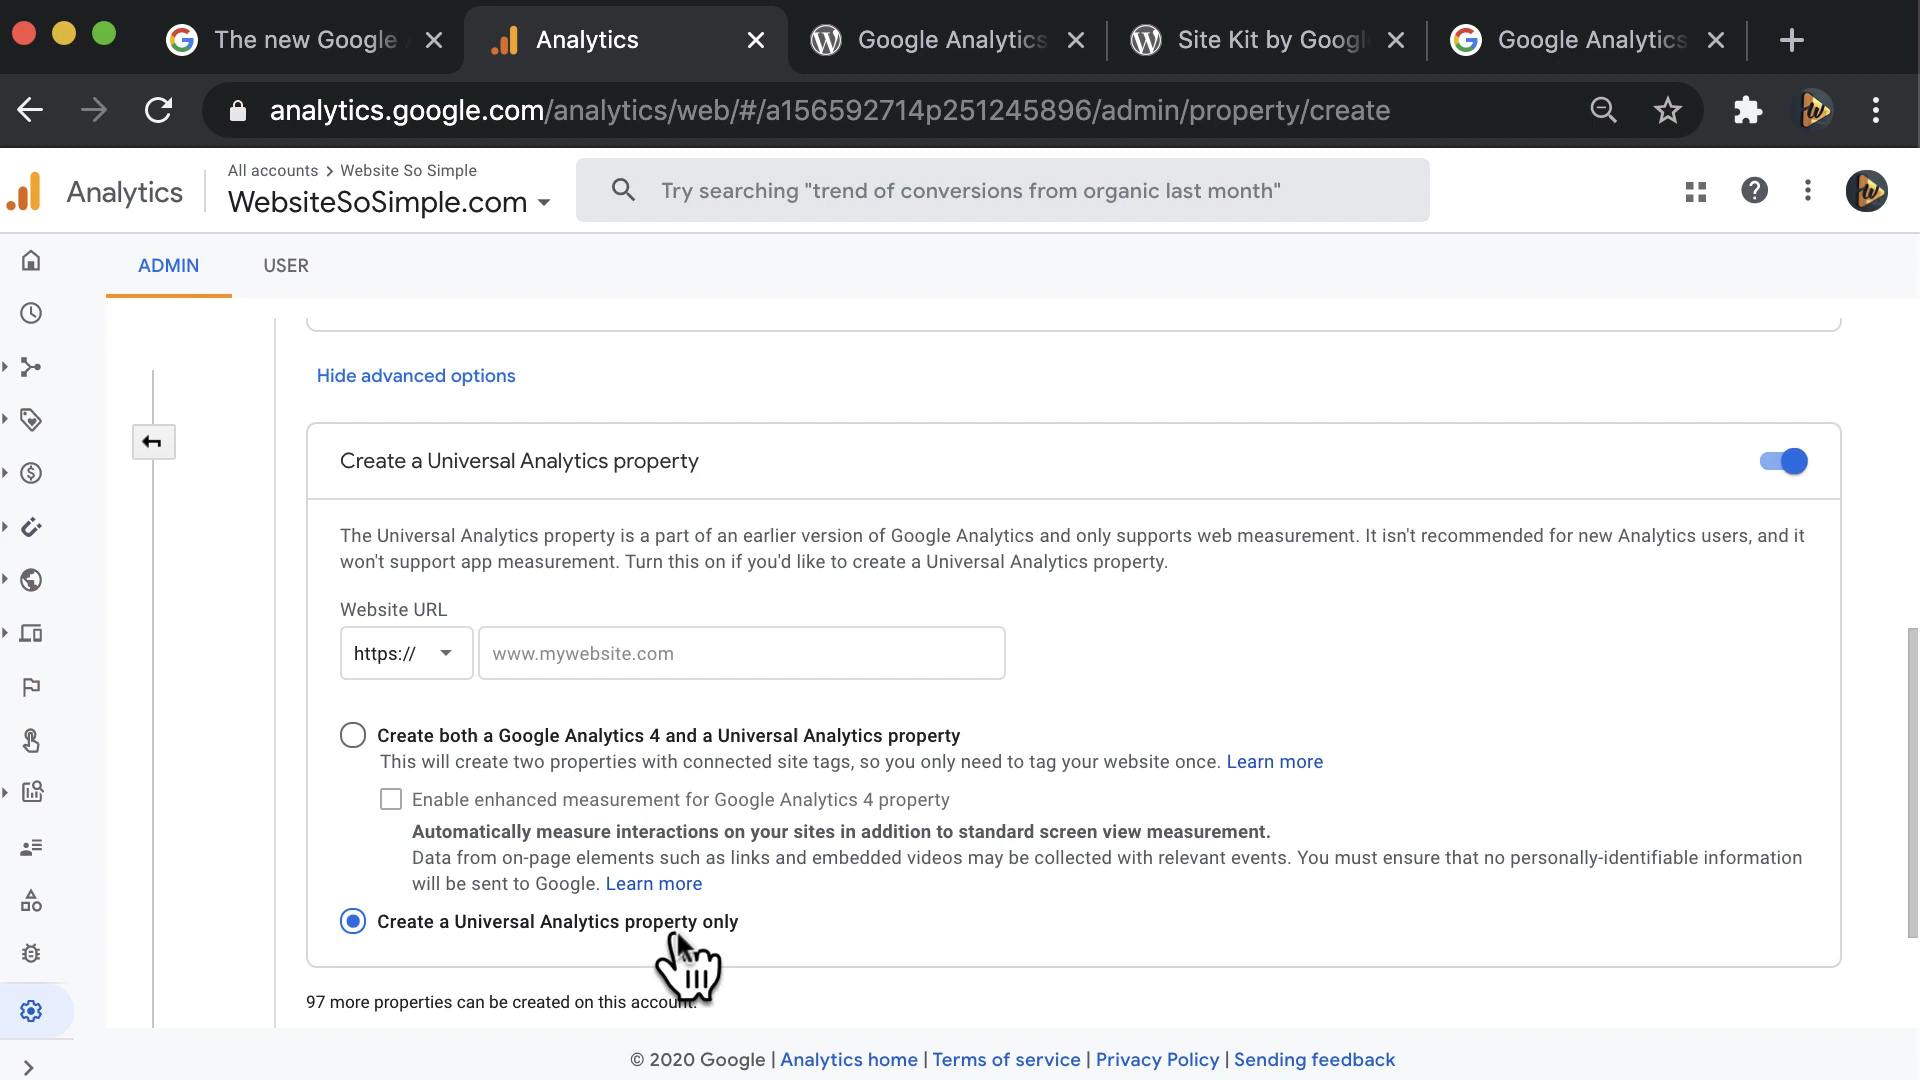 The new Google
Analytics
Google Analytics
Site Kit by Googl
Google Analytics
analytics.google.com/analytics/web/#/a156592714p251245896/admin/property/create
Analytics
All accounts > Website So Simple
WebsiteSoSimple.com
Try searching "trend of conversions from organic last month"
ADMIN
USER
Hide advanced options
Create a Universal Analytics property
The Universal Analytics property is a part of an earlier version of Google Analytics and only supports web measurement. It isn't recommended for new Analytics users, and it
won't support app measurement. Turn this on if you'd like to create a Universal Analytics property.
Website URL
https://
www.mywebsite.com
Create both a Google Analytics 4 and a Universal Analytics property
This will create two properties with connected site tags, so you only need to tag your website once. Learn more
Enable enhanced measurement for Google Analytics 4 property
Automatically measure interactions on your sites in addition to standard screen view measurement.
Data from on-page elements such as links and embedded videos may be collected with relevant events. You must ensure that no personally-identifiable information
will be sent to Google. Learn more
Create a Universal Analytics property only
97 more properties can be created on this account.
© 2020 Google | Analytics home | Terms of service | Privacy Policy | Sending feedback